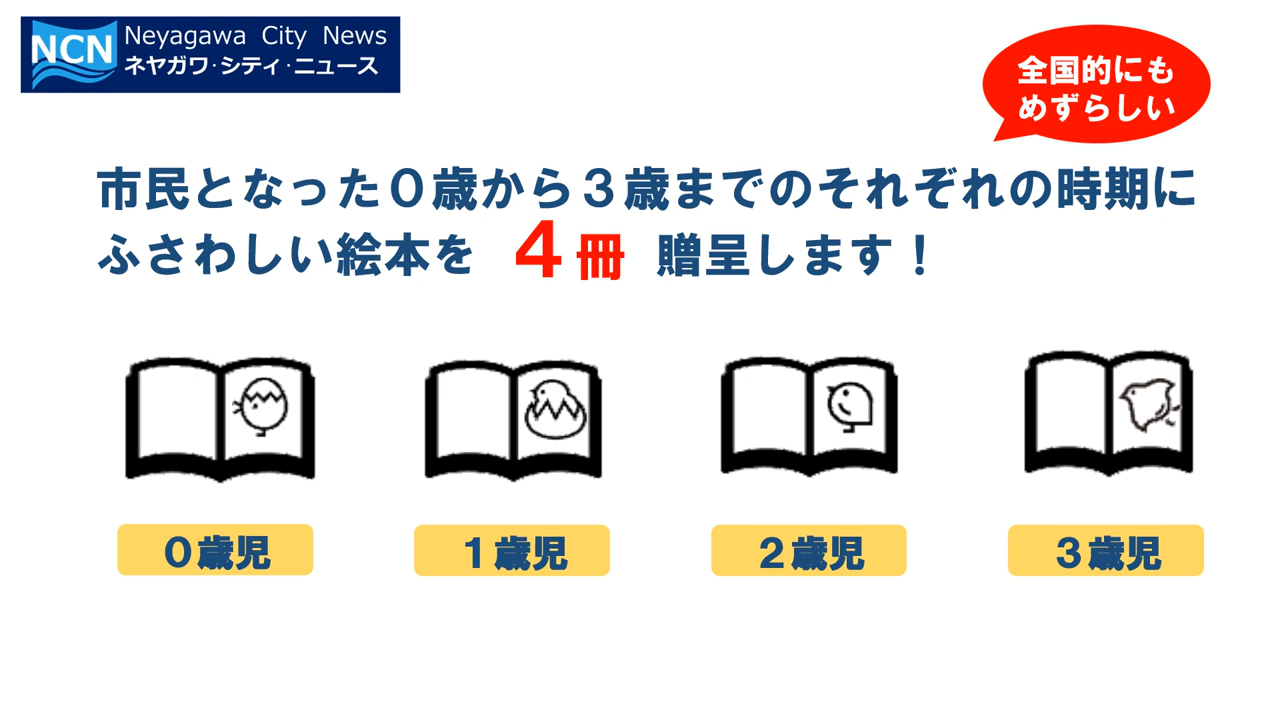 NCN
Neyagawa City News
ネヤガワ・シティ・ニュース
全国的にも
めずらしい
市民となった０歳から３歳までのそれぞれの時期に
ふさわしい絵本を ４冊 贈呈します！
０歳児
１歳児
２歳児
３歳児